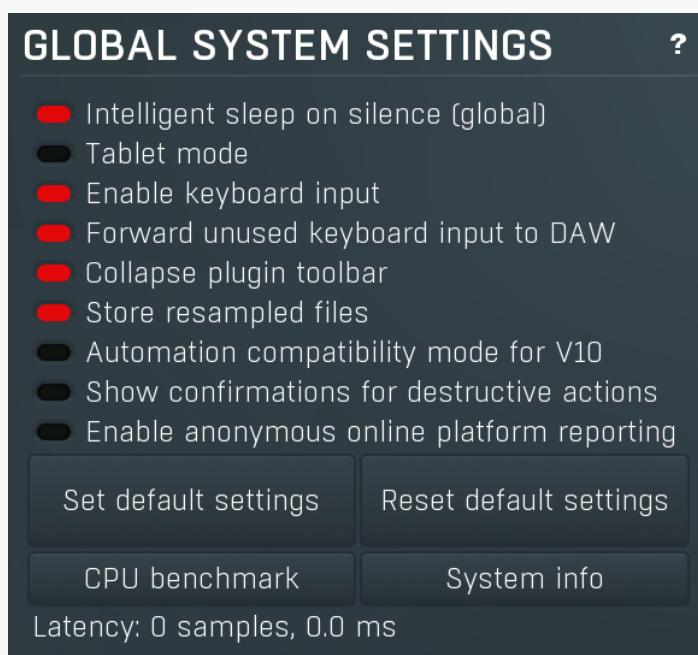 GLOBAL SYSTEM SETTINGS ?
Intelligent sleep on silence (global)
Tablet mode
Enable keyboard input
Forward unused keyboard input to DAW
Collapse plugin toolbar
Store resampled files
Automation compatibility mode for V10
Show confirmations for destructive actions
Enable anonymous online platform reporting
Set default settings Reset default settings
CPU benchmark System info
Latency: 0 samples, 0.0 ms